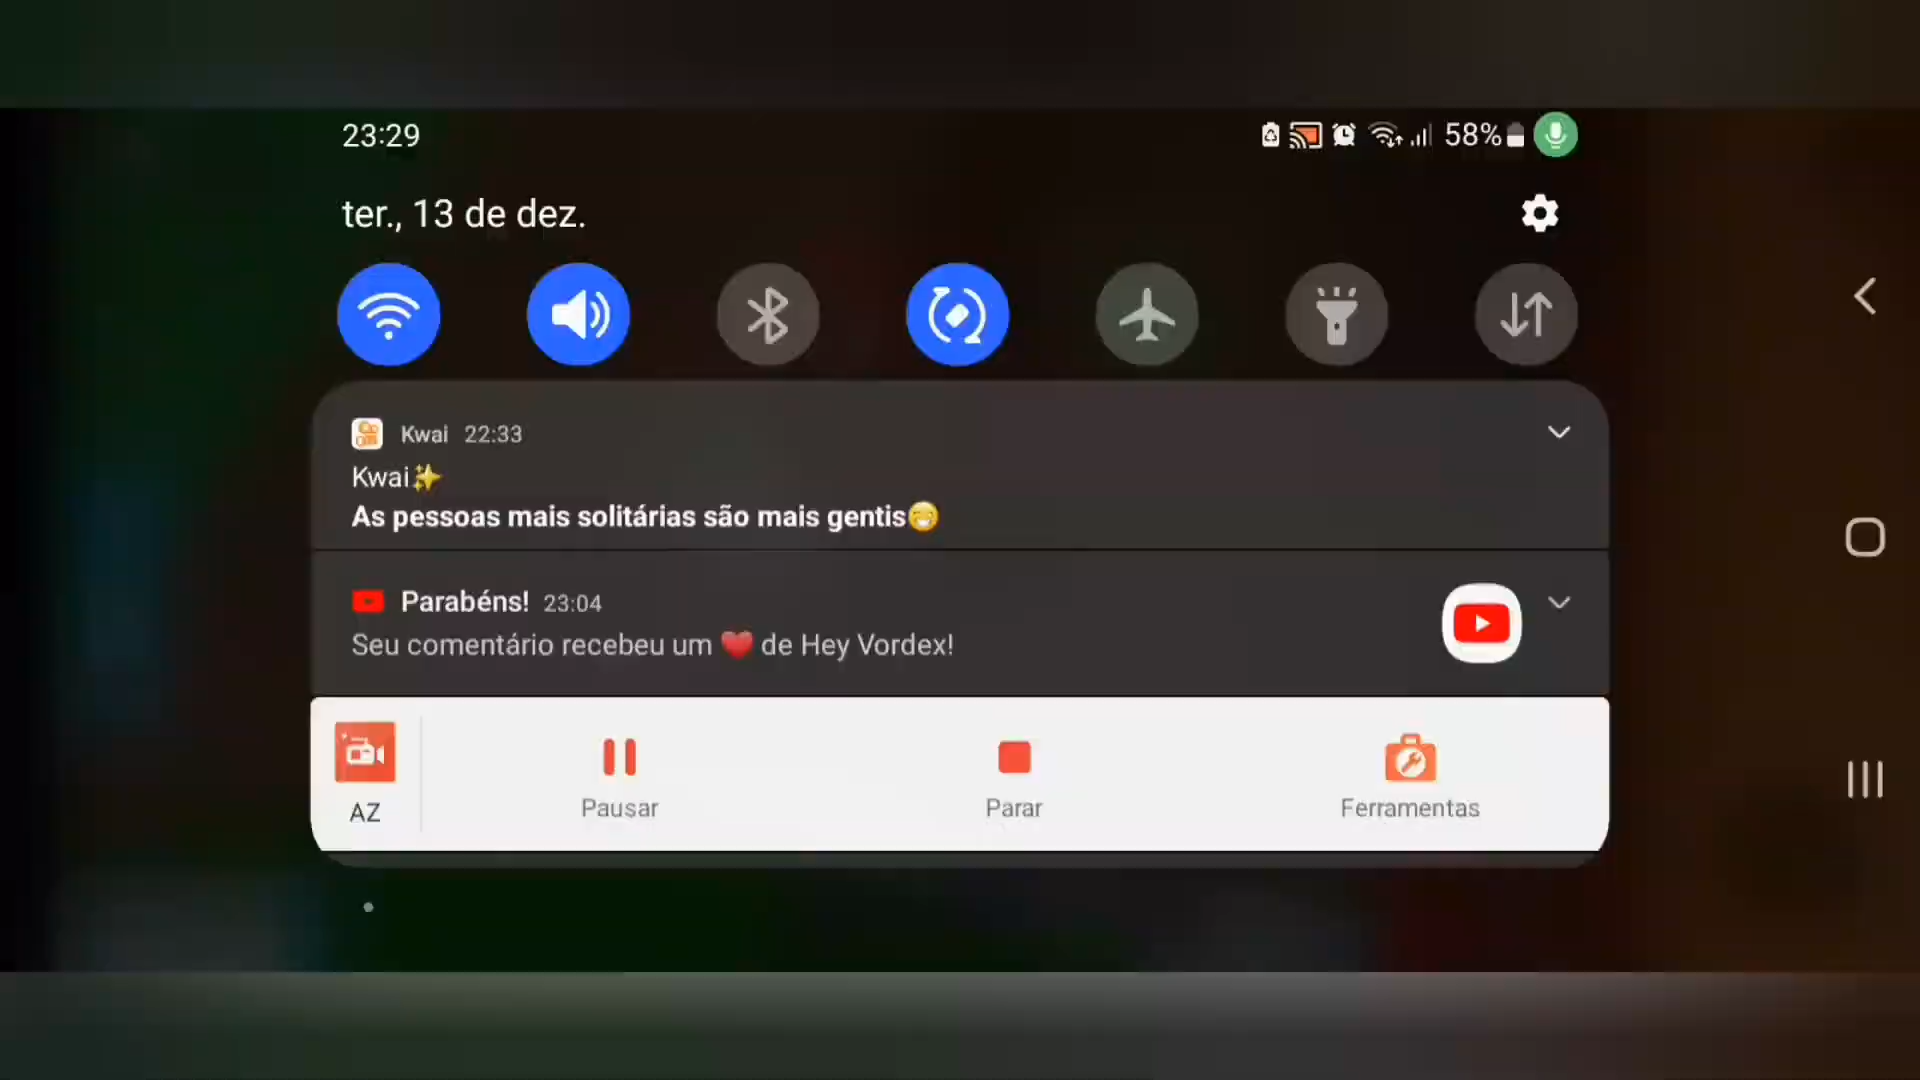 23:29
58%
ter., 13 de dez.
Kwai 22:33
Kwai✨
As pessoas mais solitárias são mais gentis😁
Parabéns! 23:04
Seu comentário recebeu um ❤️ de Hey Vordex!
AZ
Pausar
Parar
Ferramentas